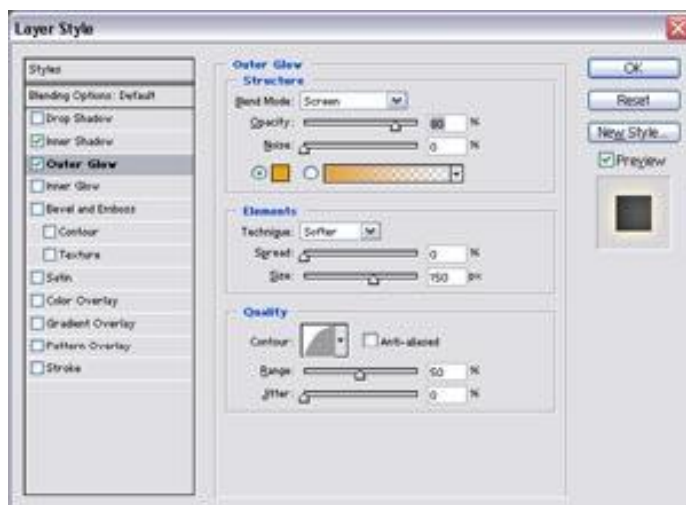 Layer Style
Styles
Blending Options: Default
Drop Shadow
Inner Shadow
Outer Glow
Inner Glow
Bevel and Emboss
Contour
Texture
Satin
Color Overlay
Gradient Overlay
Pattern Overlay
Stroke
Outer Glow
Structure
Blend Mode: Screen
Opacity: 80 %
Noise: 0 %
Elements
Technique: Softer
Spread: 0 %
Size: 150 px
Quality
Contour: Anti-aliased
Range: 50 %
Jitter: 0 %
OK
Reset
New Style...
Preview